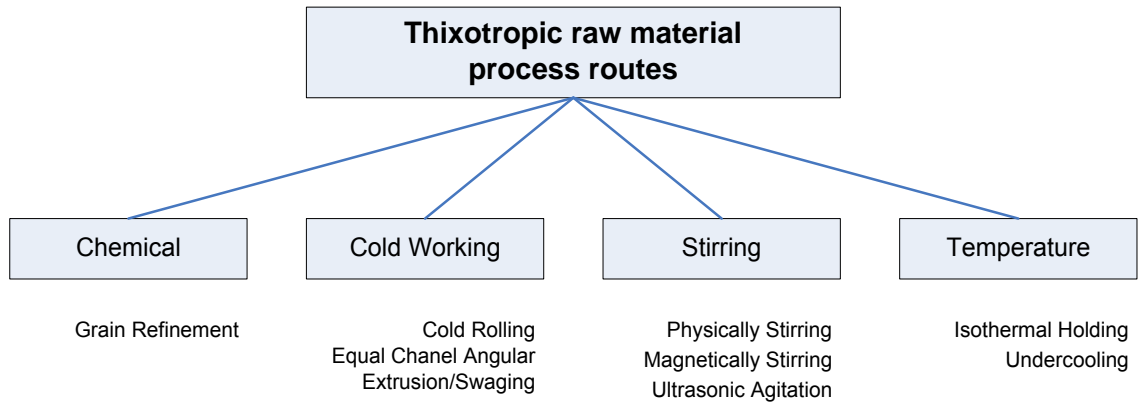 Thixotropic raw material
process routes
Chemical
Cold Working
Stirring
Temperature
Grain Refinement
Cold Rolling
Equal Chanel Angular
Extrusion/Swaging
Physically Stirring
Magnetically Stirring
Ultrasonic Agitation
Isothermal Holding
Undercooling